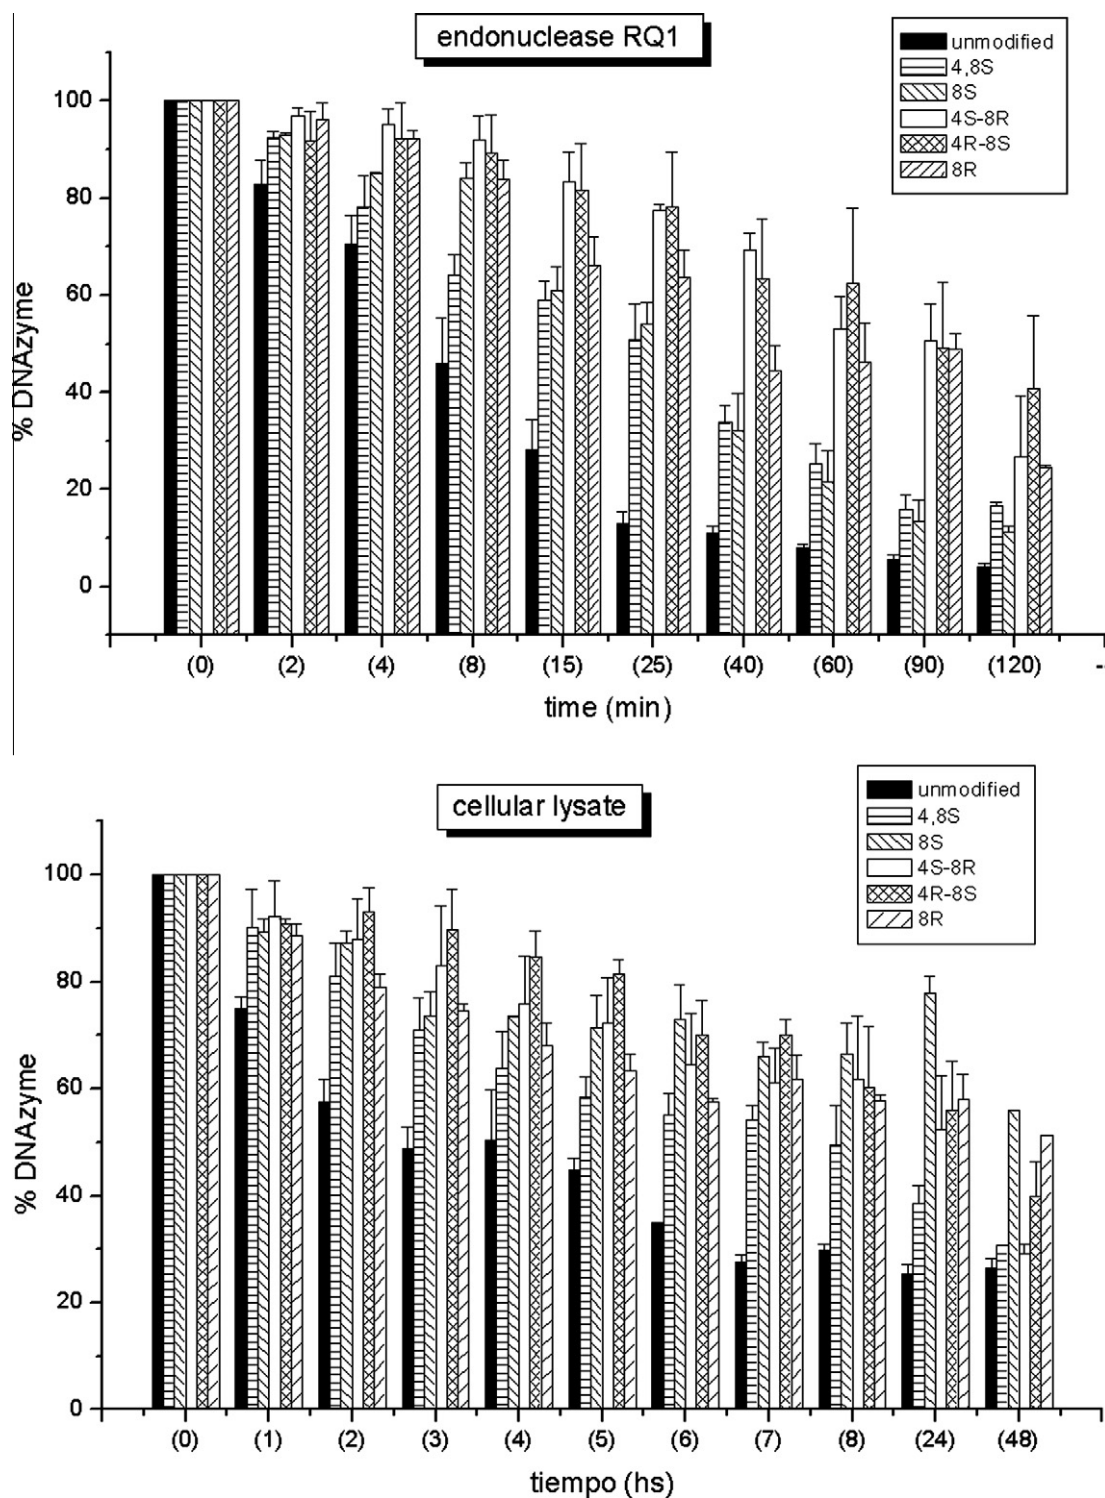 endonuclease RQ1
unmodified
4,8S
8S
4S-8R
4R-8S
8R
% DNAzyme
100
80
60
40
20
0
(0) (2) (4) (8) (15) (25) (40) (60) (90) (120)
time (min)
cellular lysate
unmodified
4,8S
8S
4S-8R
4R-8S
8R
% DNAzyme
100
80
60
40
20
0
(0) (1) (2) (3) (4) (5) (6) (7) (8) (24) (48)
tiempo (hs)